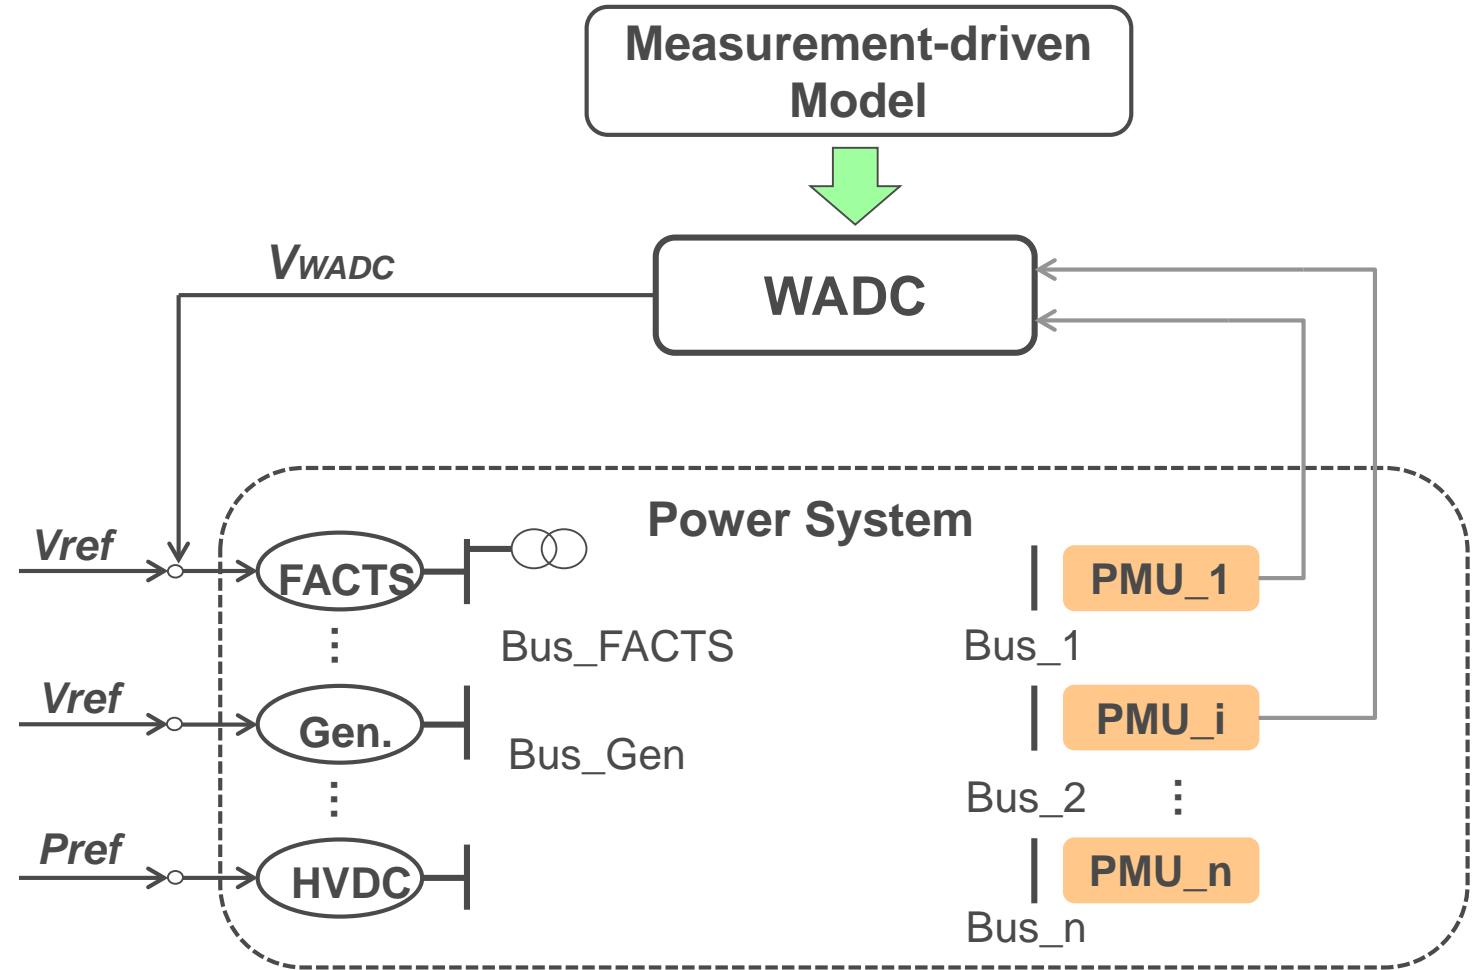 Measurement-driven
Model
VWADC
WADC
Power System
Vref
FACTS
PMU_1
Bus_FACTS
Bus_1
Vref
Gen.
PMU_i
Bus_Gen
Bus_2
Pref
HVDC
PMU_n
Bus_n